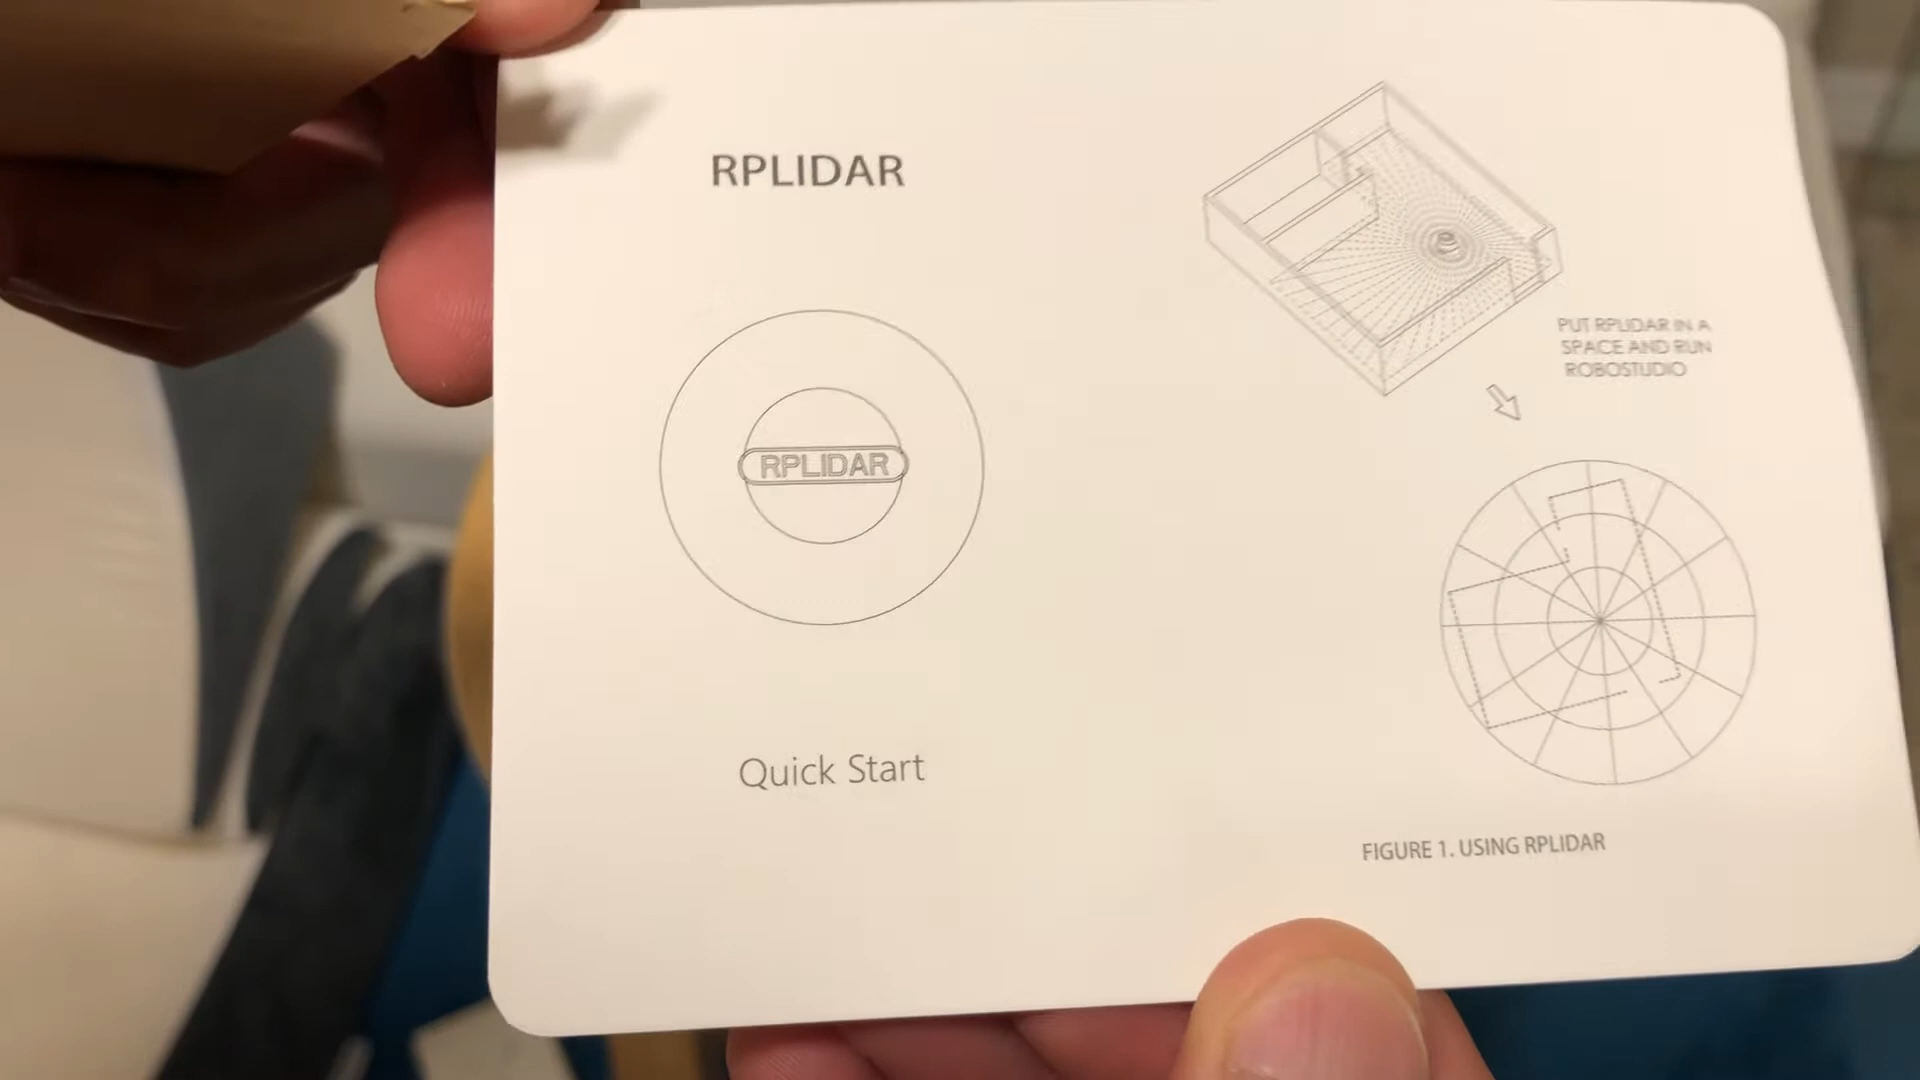 RPLIDAR
RPLIDAR
Quick Start
PUT RPLIDAR IN A
SPACE AND RUN
ROBOSTUDIO
FIGURE 1. USING RPLIDAR